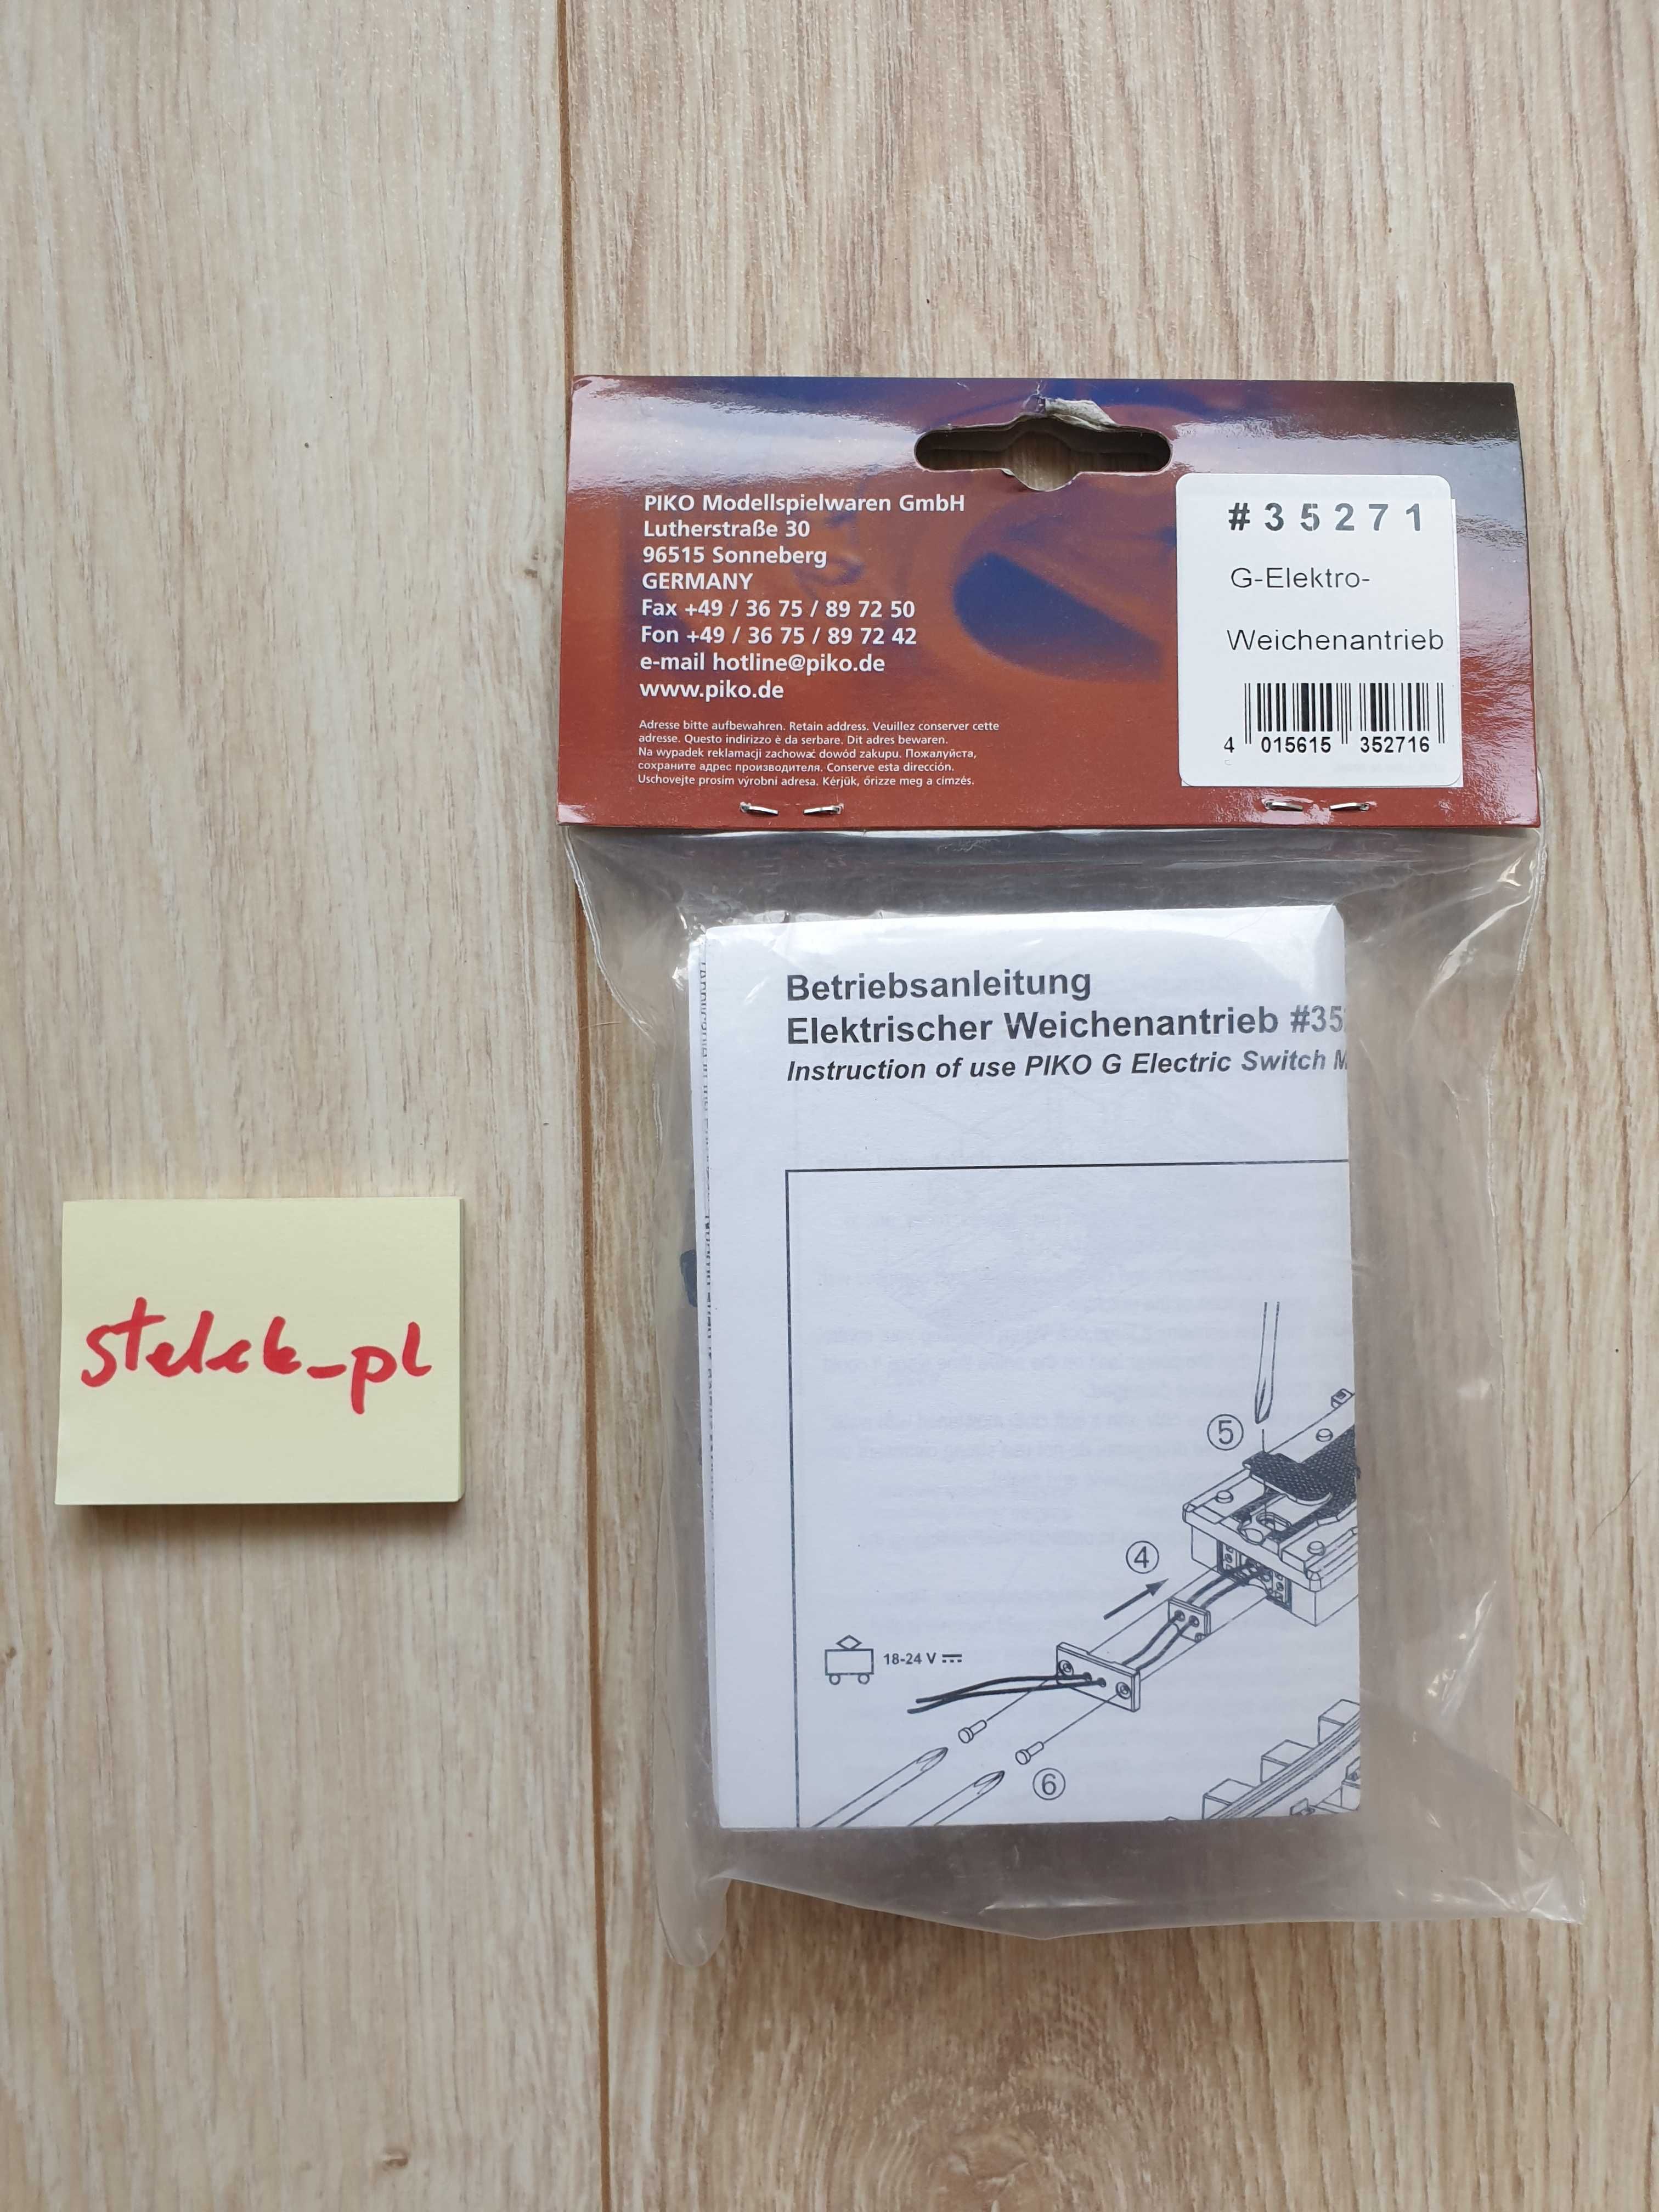 PIKO Modellspielwaren GmbH
Lutherstraße 30
96515 Sonneberg
GERMANY
Fax +49 / 36 75 / 89 72 50
Fon +49 / 36 75 / 89 72 42
e-mail hotline@piko.de
www.piko.de
Adresse bitte aufbewahren. Retain address. Veuillez conserver cette
adresse. Questo indirizzo è da serbare. Dit adres bewaren.
Na wypadek reklamacji zachować dowód zakupu. Пожалуйста,
сохраните адрес производителя. Conserve esta dirección.
Uschovejte prosím výrobní adresa. Kérjük, őrizze meg a címzés.
#35271
G-Elektro-
Weichenantrieb
4 015615 352716
Betriebsanleitung
Elektrischer Weichenantrieb #35
Instruction of use PIKO G Electric Switch M
5
4
18-24 V
6
stelck_pl